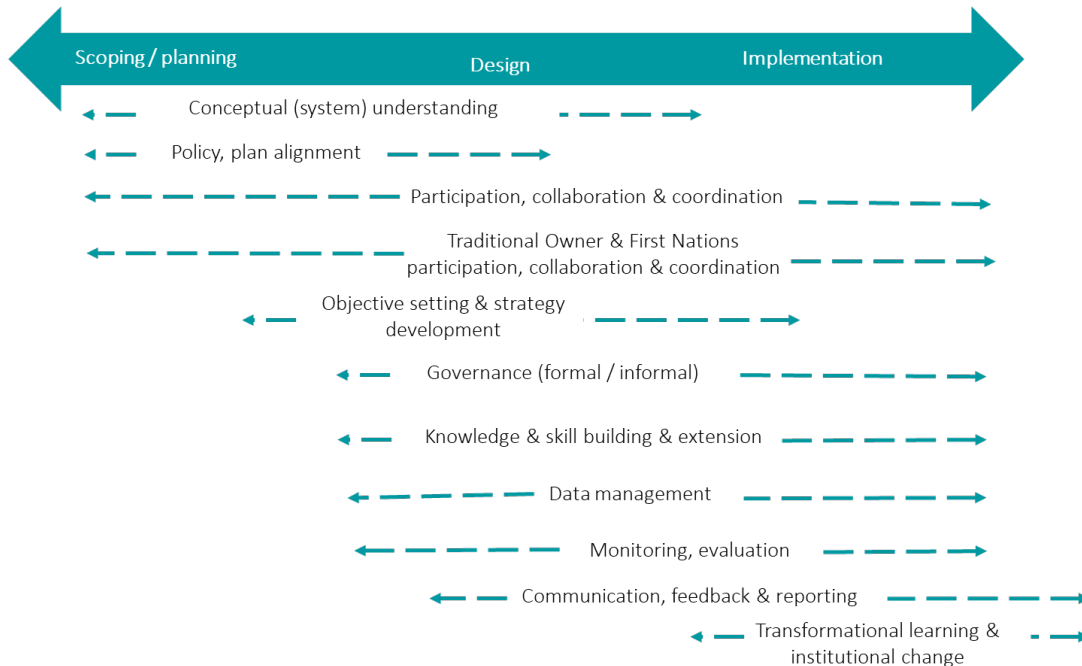 Scoping / planning
Design
Implementation
Conceptual (system) understanding
Policy, plan alignment
Participation, collaboration & coordination
Traditional Owner & First Nations
participation, collaboration & coordination
Objective setting & strategy
development
Governance (formal / informal)
Knowledge & skill building & extension
Data management
Monitoring, evaluation
Communication, feedback & reporting
Transformational learning &
institutional change